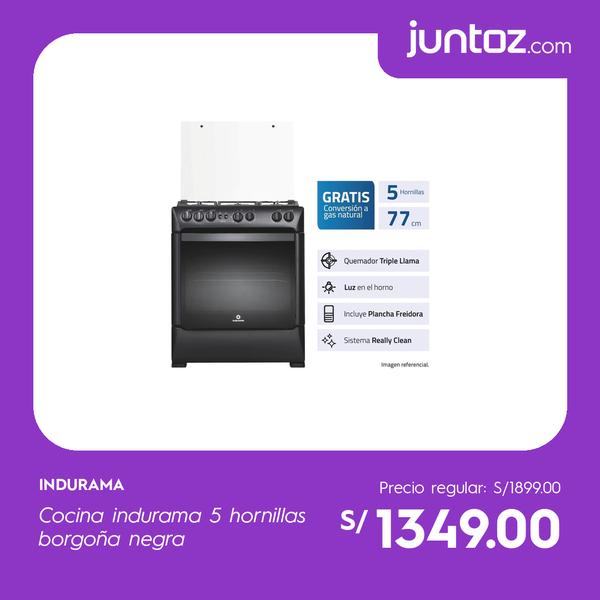 juntoz.com
GRATIS
Conversión a
gas natural
5 Hornillas
77 cm
Quemador Triple Llama
Luz en el horno
Incluye Plancha Freidora
Sistema Really Clean
Imagen referencial.
INDURAMA
Cocina indurama 5 hornillas
borgoña negra
Precio regular: S/1899.00
S/ 1349.00